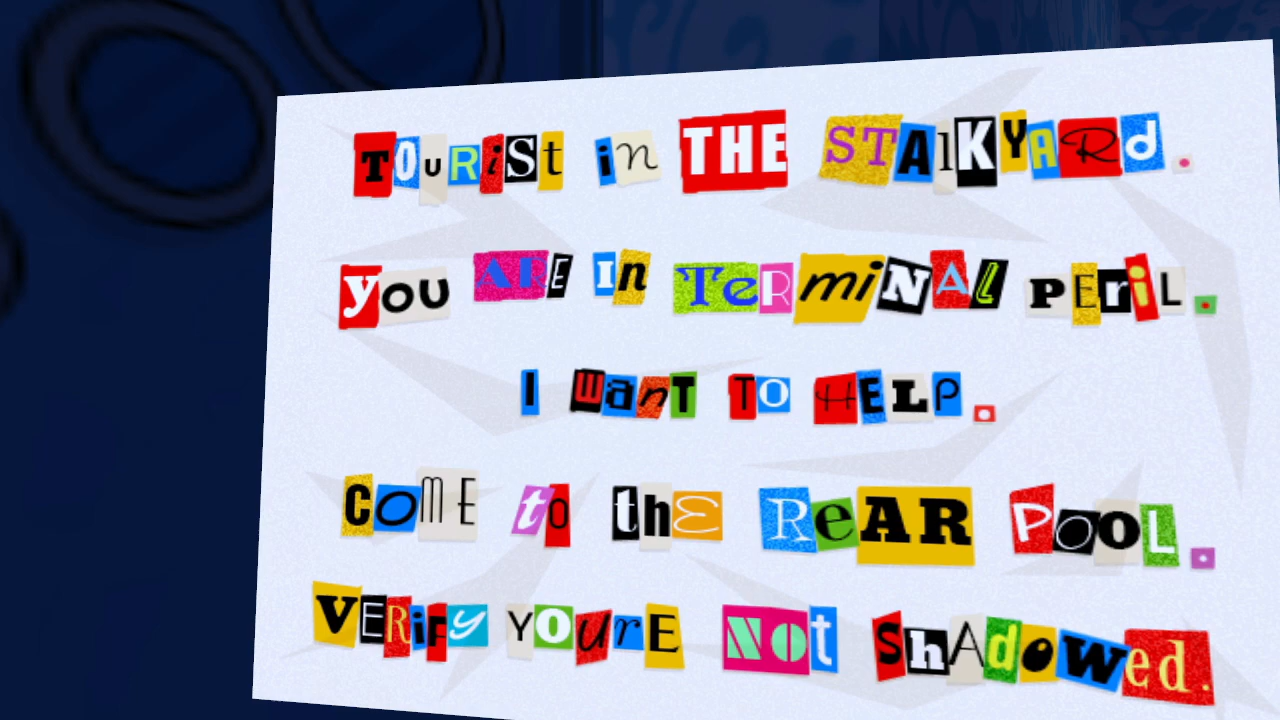 TOuRiSt in THE STAlKYARd.
yOU ARE In TeRmiNAL PEriL.
I WanT TO HELP.
COME to thE ReAR POOL.
VERiFy YOUrE NOt ShAdOWed.